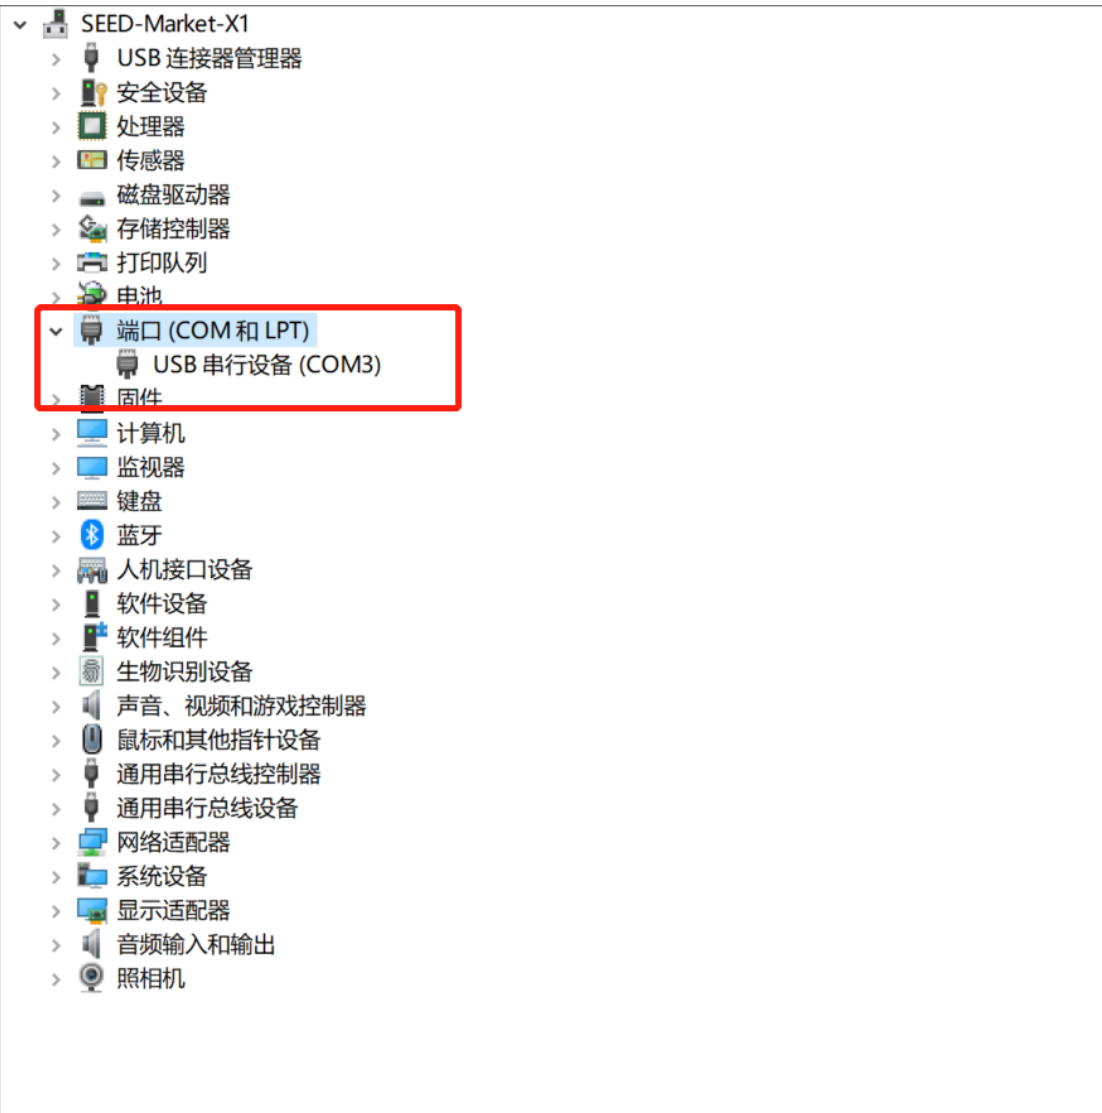 SEED-Market-X1
USB 连接器管理器
安全设备
处理器
传感器
磁盘驱动器
存储控制器
打印队列
电池
端口 (COM 和 LPT)
USB 串行设备 (COM3)
固件
计算机
监视器
键盘
蓝牙
人机接口设备
软件设备
软件组件
生物识别设备
声音、视频和游戏控制器
鼠标和其他指针设备
通用串行总线控制器
通用串行总线设备
网络适配器
系统设备
显示适配器
音频输入和输出
照相机